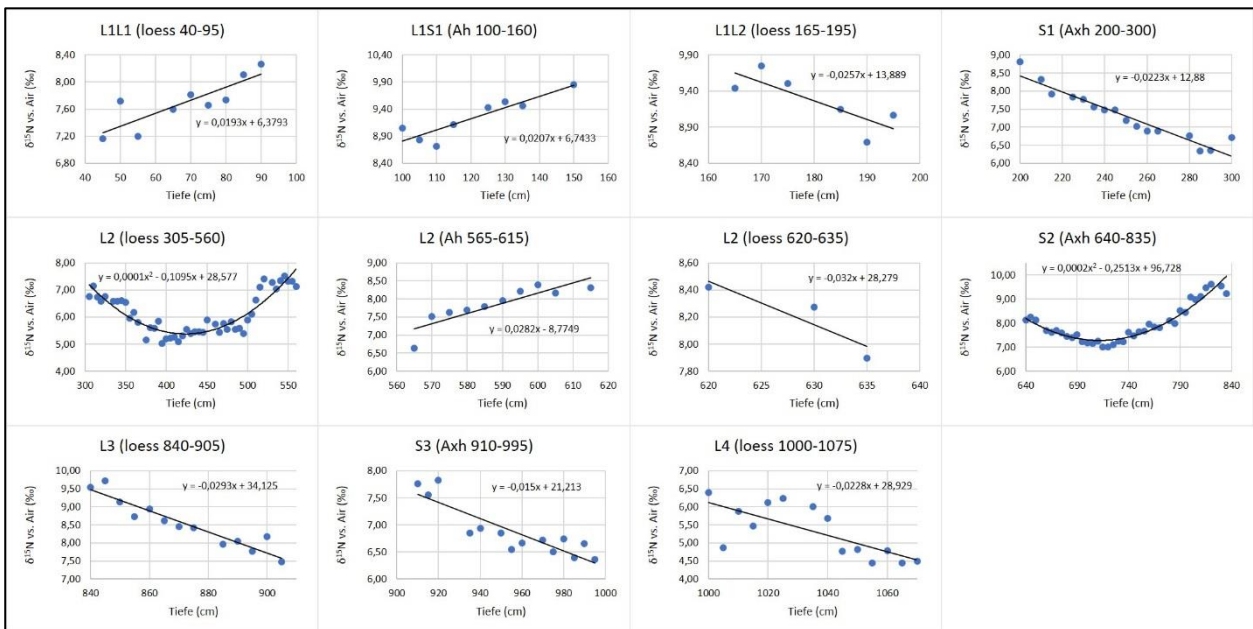 L1L1 (loess 40-95)
δ¹⁵N vs. Air (‰)
8,40
8,00
7,60
7,20
6,80
y = 0,0193x + 6,3793
40 50 60 70 80 90 100
Tiefe (cm)
L1S1 (Ah 100-160)
δ¹⁵N vs. Air (‰)
10,40
9,90
9,40
8,90
8,40
y = 0,0207x + 6,7433
100 110 120 130 140 150 160
Tiefe (cm)
L1L2 (loess 165-195)
δ¹⁵N vs. Air (‰)
9,90
9,40
8,90
8,40
y = -0,0257x + 13,889
160 170 180 190 200
Tiefe (cm)
S1 (Axh 200-300)
δ¹⁵N vs. Air (‰)
9,00
8,50
8,00
7,50
7,00
6,50
6,00
y = -0,0223x + 12,88
200 220 240 260 280 300
Tiefe (cm)
L2 (loess 305-560)
δ¹⁵N vs. Air (‰)
8,00
7,00
6,00
5,00
4,00
y = 0,0001x² - 0,1095x + 28,577
300 350 400 450 500 550
Tiefe (cm)
L2 (Ah 565-615)
δ¹⁵N vs. Air (‰)
9,00
8,50
8,00
7,50
7,00
6,50
6,00
y = 0,0282x - 8,7749
560 570 580 590 600 610 620
Tiefe (cm)
L2 (loess 620-635)
δ¹⁵N vs. Air (‰)
8,60
8,40
8,20
8,00
7,80
y = -0,032x + 28,279
620 625 630 635 640
Tiefe (cm)
S2 (Axh 640-835)
δ¹⁵N vs. Air (‰)
10,00
9,00
8,00
7,00
6,00
y = 0,0002x² - 0,2513x + 96,728
640 690 740 790 840
Tiefe (cm)
L3 (loess 840-905)
δ¹⁵N vs. Air (‰)
10,00
9,50
9,00
8,50
8,00
7,50
7,00
y = -0,0293x + 34,125
840 860 880 900
Tiefe (cm)
S3 (Axh 910-995)
δ¹⁵N vs. Air (‰)
8,00
7,50
7,00
6,50
6,00
y = -0,015x + 21,213
900 920 940 960 980 1000
Tiefe (cm)
L4 (loess 1000-1075)
δ¹⁵N vs. Air (‰)
7,00
6,50
6,00
5,50
5,00
4,50
4,00
y = -0,0228x + 28,929
1000 1020 1040 1060
Tiefe (cm)